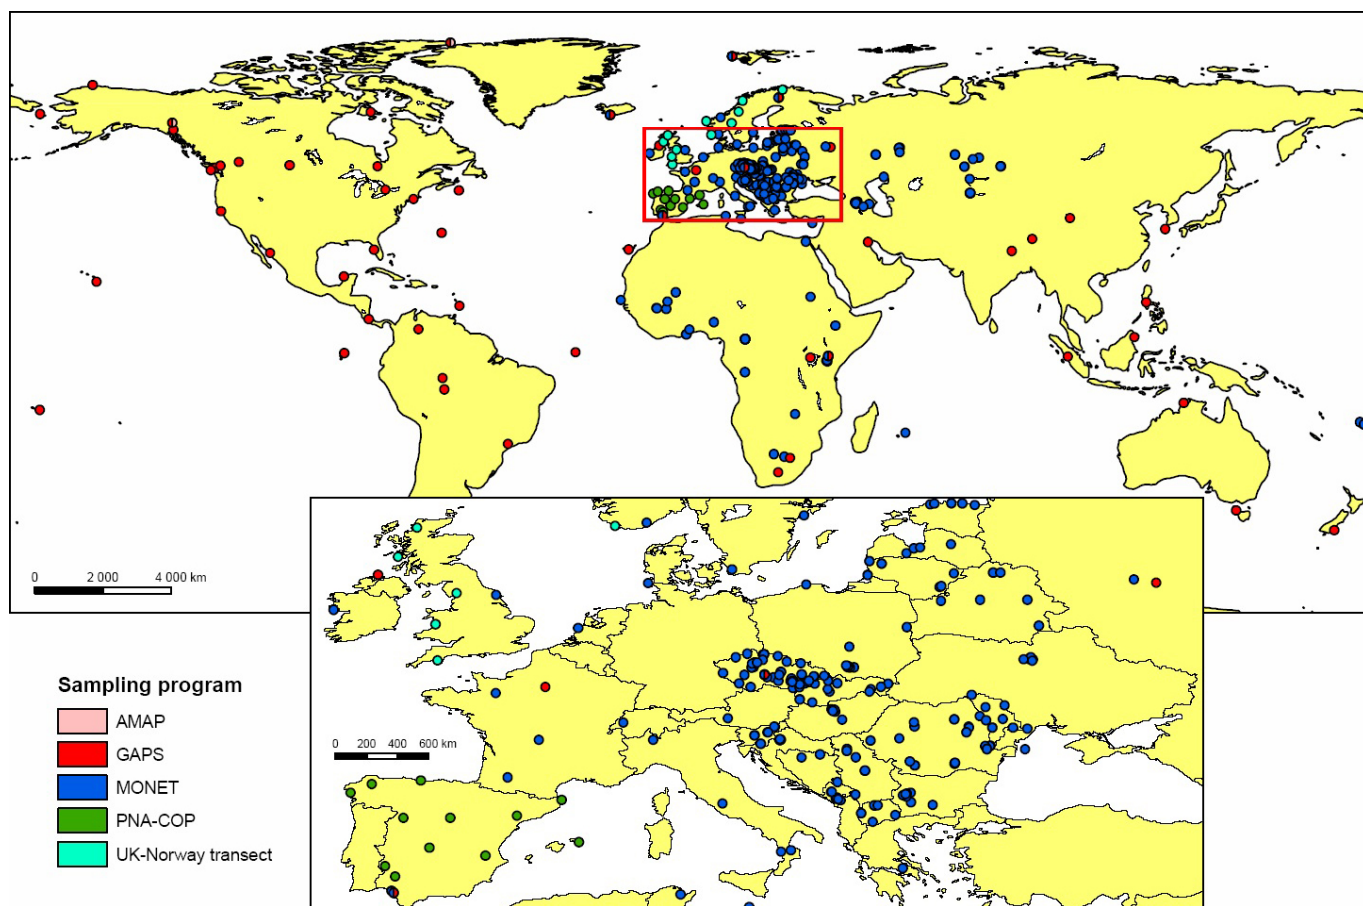 0 2 000 4 000 km
0 200 400 600 km
Sampling program
AMAP
GAPS
MONET
PNA-COP
UK-Norway transect